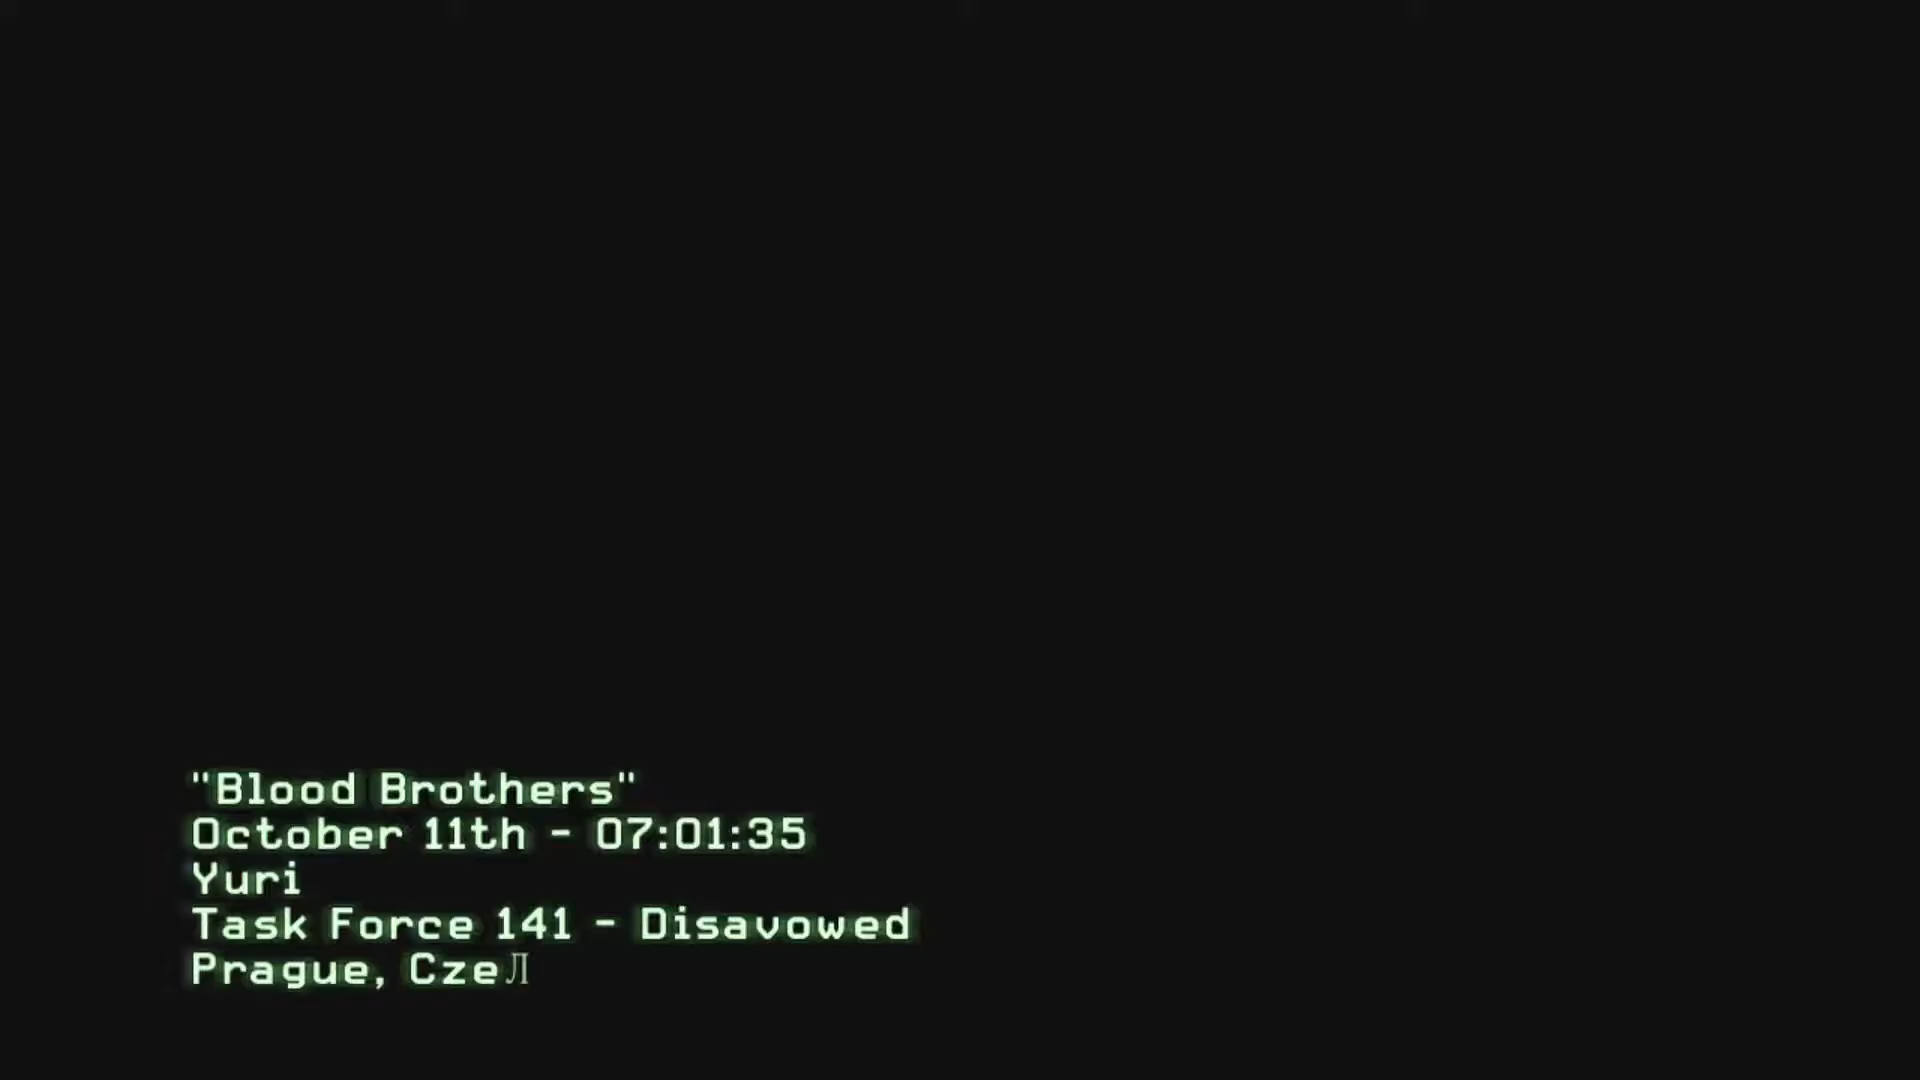 "Blood Brothers"
October 11th - 07:01:35
Yuri
Task Force 141 - Disavowed
Prague, CzeЛ